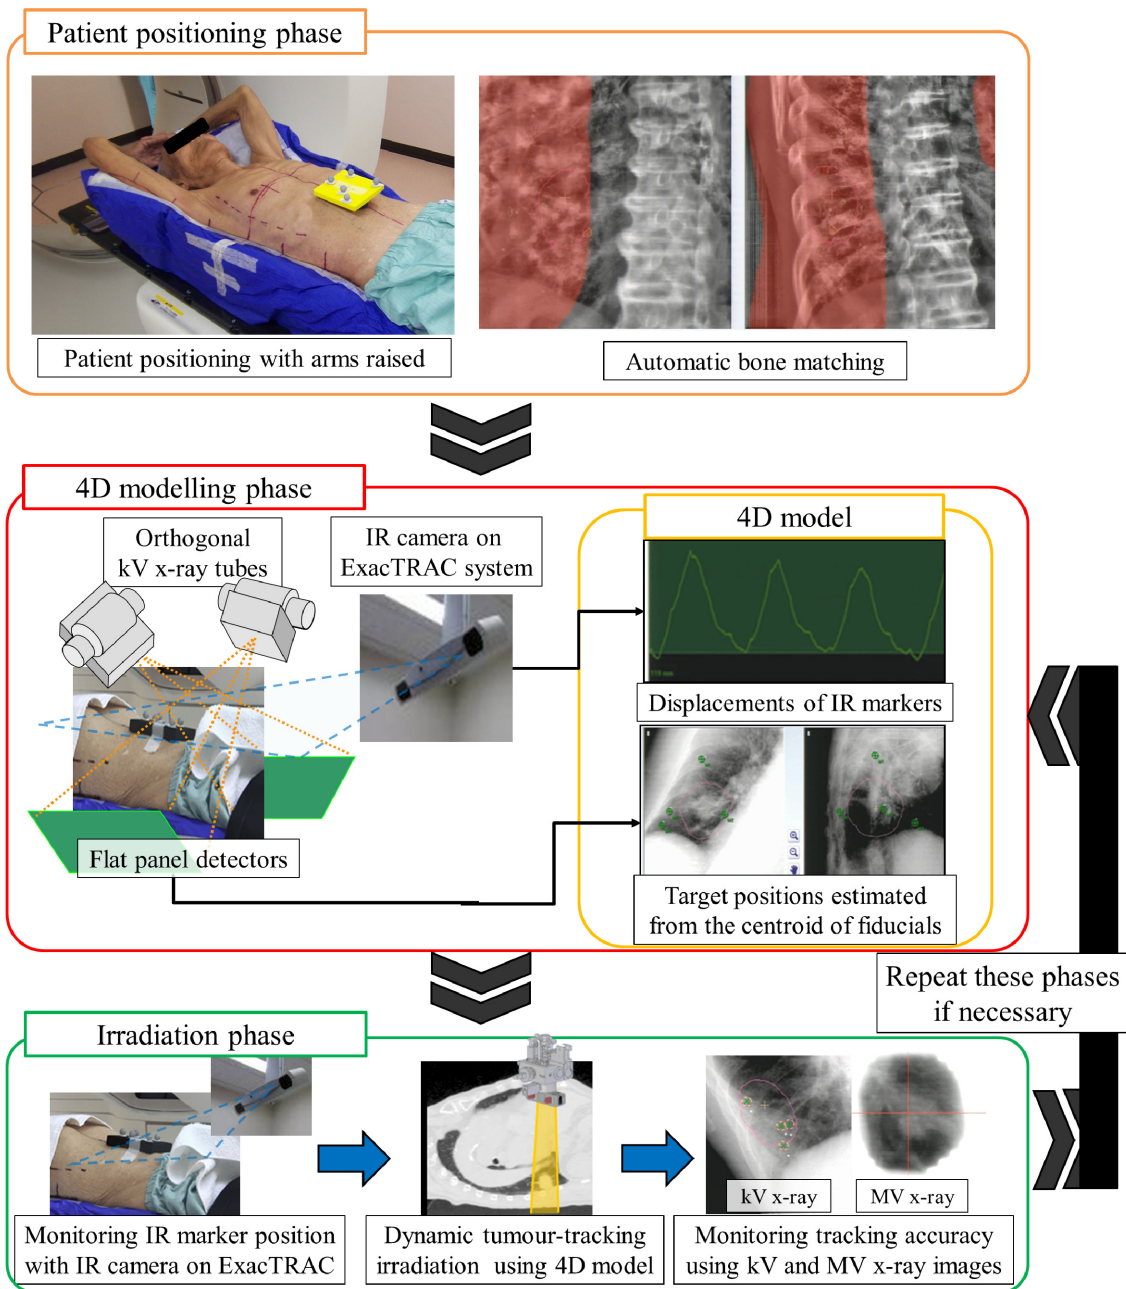 Patient positioning phase
Patient positioning with arms raised
Automatic bone matching
4D modelling phase
Orthogonal
kV x-ray tubes
IR camera on
ExacTRAC system
4D model
Displacements of IR markers
Flat panel detectors
Target positions estimated
from the centroid of fiducials
Repeat these phases
if necessary
Irradiation phase
kV x-ray
MV x-ray
Monitoring IR marker position
with IR camera on ExacTRAC
Dynamic tumour-tracking
irradiation using 4D model
Monitoring tracking accuracy
using kV and MV x-ray images